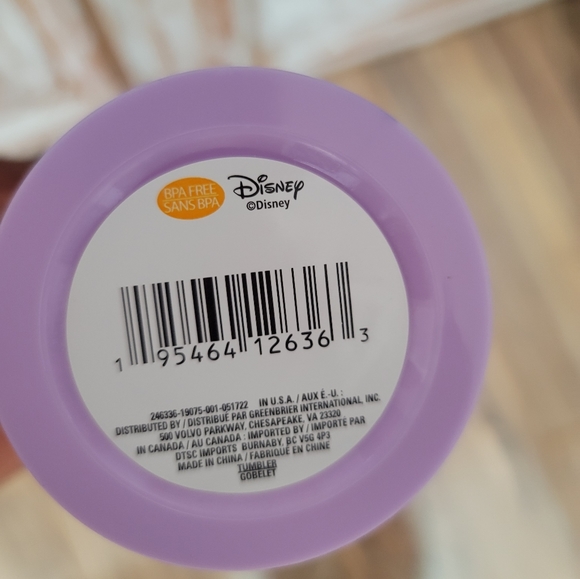 BPA FREE
SANS BPA
Disney
©Disney
1 95464 12636 3
246336-19075-001-051722 IN U.S.A. / AUX É.-U. :
DISTRIBUTED BY / DISTRIBUÉ PAR GREENBRIER INTERNATIONAL, INC.
500 VOLVO PARKWAY, CHESAPEAKE, VA 23320
IN CANADA / AU CANADA : IMPORTED BY / IMPORTÉ PAR
DTSC IMPORTS BURNABY, BC V5G 4P3
MADE IN CHINA / FABRIQUÉ EN CHINE
TUMBLER
GOBELET